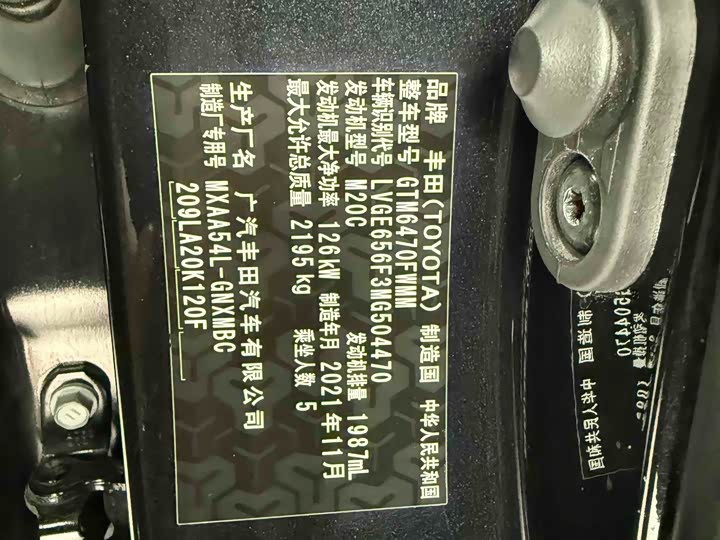 品牌 丰田(TOYOTA) 制造国 中华人民共和国
整车型号 GTM6470FWMM
车辆识别代号 LVGE656F3MG504470
发动机型号 M20C 发动机排量 1987mL
发动机最大净功率 126kW 制造年月 2021年11月
最大允许总质量 2195kg 乘坐人数 5
生产厂名 广汽丰田汽车有限公司
制造厂专用号 MXAA54L-GNXMBC
209LA20K120F